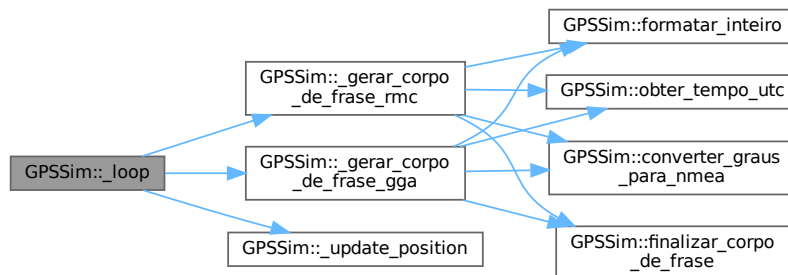 GPSSim::_loop
GPSSim::_gerar_corpo
_de_frase_rmc
GPSSim::_gerar_corpo
_de_frase_gga
GPSSim::_update_position
GPSSim::formatar_inteiro
GPSSim::obter_tempo_utc
GPSSim::converter_graus
_para_nmea
GPSSim::finalizar_corpo
_de_frase